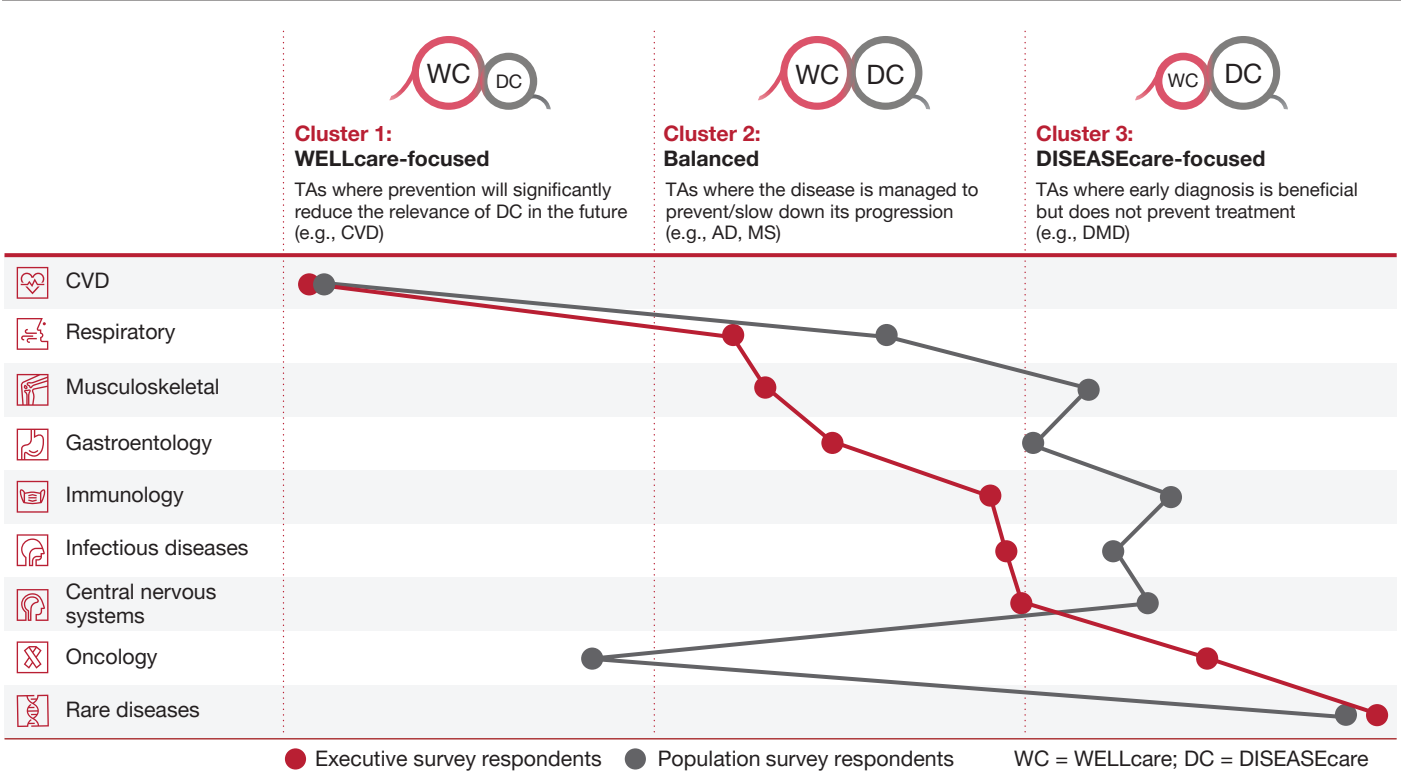 WC DC
WC DC
WC DC
Cluster 1:
WELLcare-focused
TAs where prevention will significantly
reduce the relevance of DC in the future
(e.g., CVD)
Cluster 2:
Balanced
TAs where the disease is managed to
prevent/slow down its progression
(e.g., AD, MS)
Cluster 3:
DISEASEcare-focused
TAs where early diagnosis is beneficial
but does not prevent treatment
(e.g., DMD)
CVD
Respiratory
Musculoskeletal
Gastroentology
Immunology
Infectious diseases
Central nervous
systems
Oncology
Rare diseases
Executive survey respondents
Population survey respondents
WC = WELLcare; DC = DISEASEcare